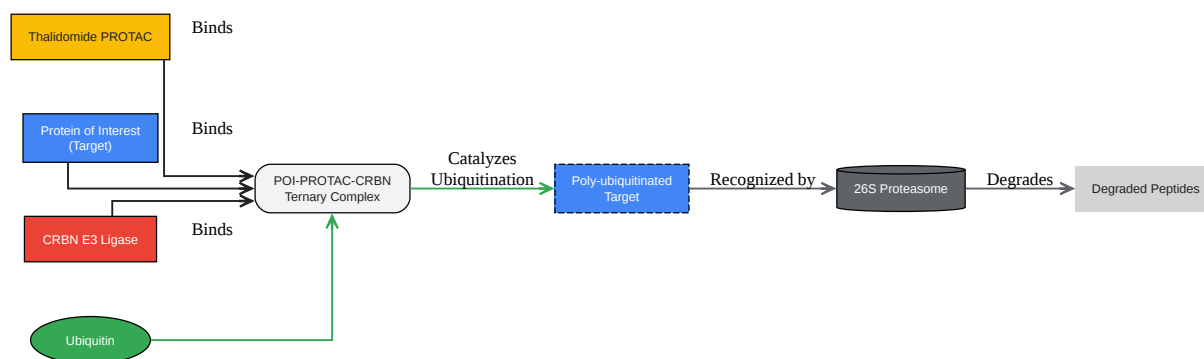 Thalidomide PROTAC
Binds
Protein of Interest
(Target)
Binds
CRBN E3 Ligase
Binds
Ubiquitin
POI-PROTAC-CRBN
Ternary Complex
Catalyzes
Ubiquitination
Poly-ubiquitinated
Target
Recognized by
26S Proteasome
Degrades
Degraded Peptides